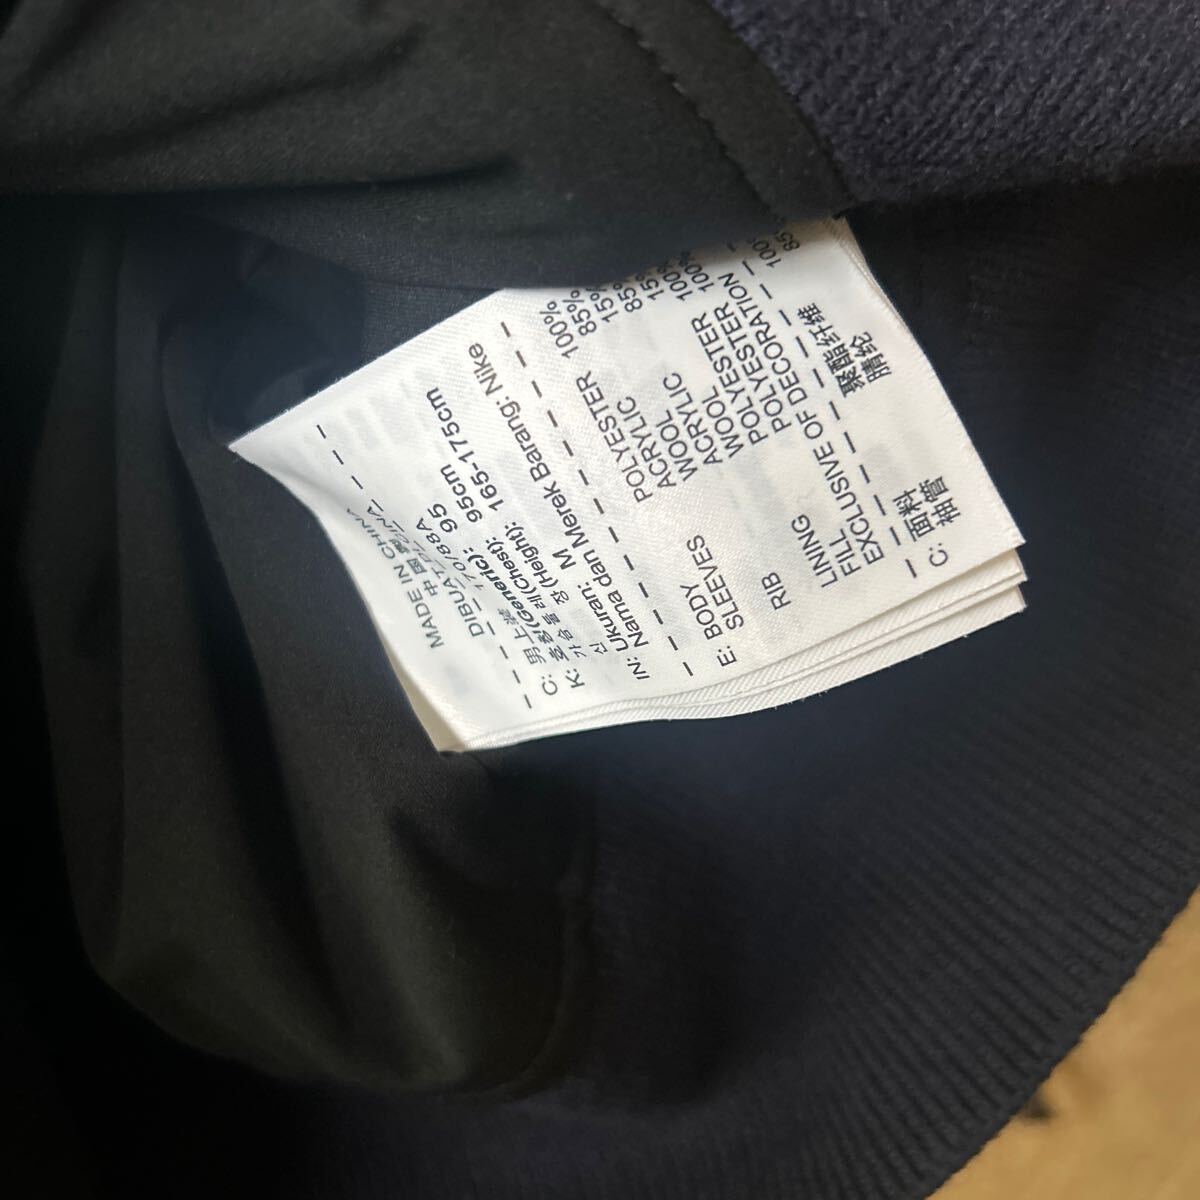 MADE IN CHINA
中国製
DIBUAT DI CINA
C: 男上装 170/88A
K: 호칭(Generic): 95
가슴둘레(Chest): 95cm
신장(Height): 165-175cm
IN: Ukuran: M
Nama dan Merek Barang: Nike
E: BODY POLYESTER 100%
SLEEVES ACRYLIC 85%
WOOL 15%
RIB ACRYLIC 85%
WOOL 15%
LINING POLYESTER 100%
FILL POLYESTER 100%
EXCLUSIVE OF DECORATION
C: 面料 聚酯纤维 100%
袖管 腈纶 85%